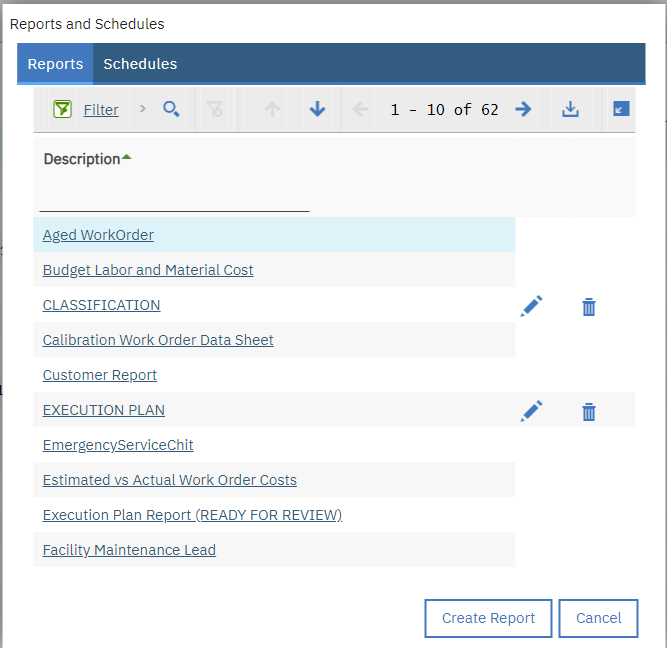 Reports and Schedules
Reports Schedules
Filter 1 - 10 of 62
Description
Aged WorkOrder
Budget Labor and Material Cost
CLASSIFICATION
Calibration Work Order Data Sheet
Customer Report
EXECUTION PLAN
EmergencyServiceChit
Estimated vs Actual Work Order Costs
Execution Plan Report (READY FOR REVIEW)
Facility Maintenance Lead
Create Report Cancel